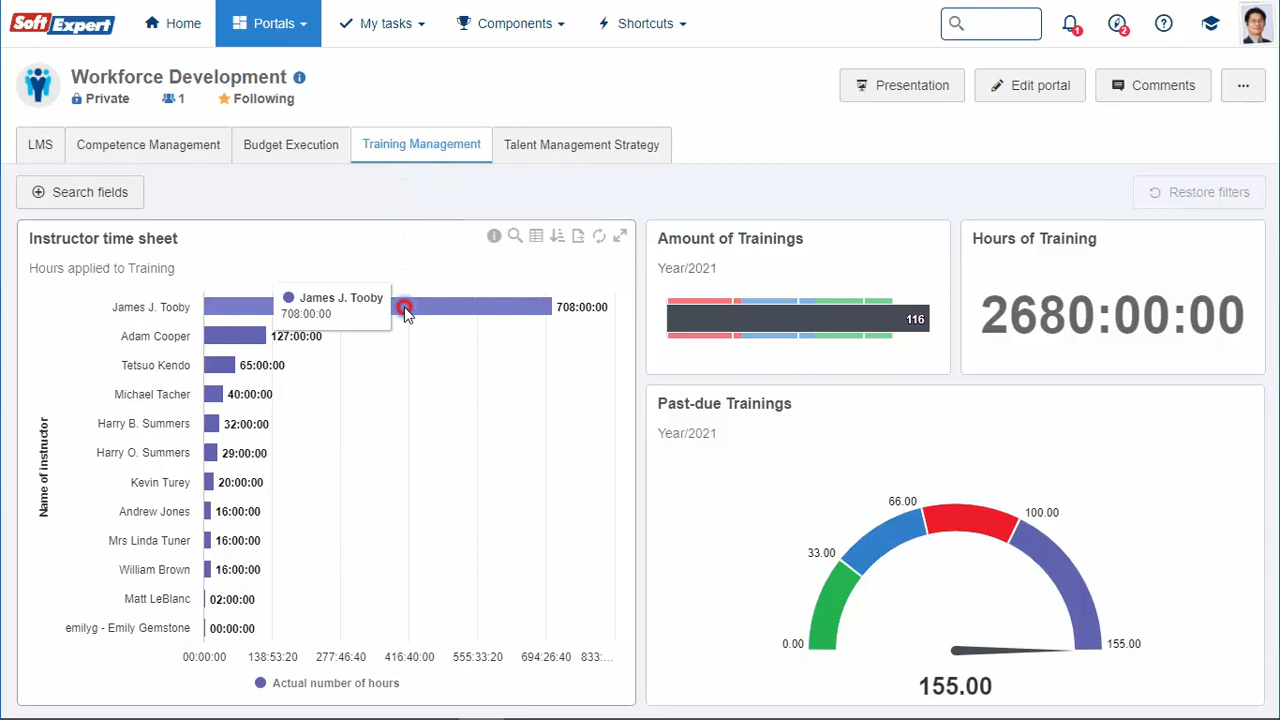 SoftExpert
Home
Portals
My tasks
Components
Shortcuts
1
2
Workforce Development
Private
1
Following
Presentation
Edit portal
Comments
...
LMS
Competence Management
Budget Execution
Training Management
Talent Management Strategy
Search fields
Restore filters
Instructor time sheet
Hours applied to Training
Name of instructor
James J. Tooby
708:00:00
James J. Tooby
708:00:00
Adam Cooper
127:00:00
Tetsuo Kendo
65:00:00
Michael Tacher
40:00:00
Harry B. Summers
32:00:00
Harry O. Summers
29:00:00
Kevin Turey
20:00:00
Andrew Jones
16:00:00
Mrs Linda Tuner
16:00:00
William Brown
16:00:00
Matt LeBlanc
02:00:00
emilyg - Emily Gemstone
00:00:00
00:00:00
138:53:20
277:46:40
416:40:00
555:33:20
694:26:40
833:...
Actual number of hours
Amount of Trainings
Year/2021
116
Hours of Training
2680:00:00
Past-due Trainings
Year/2021
0.00
33.00
66.00
100.00
155.00
155.00